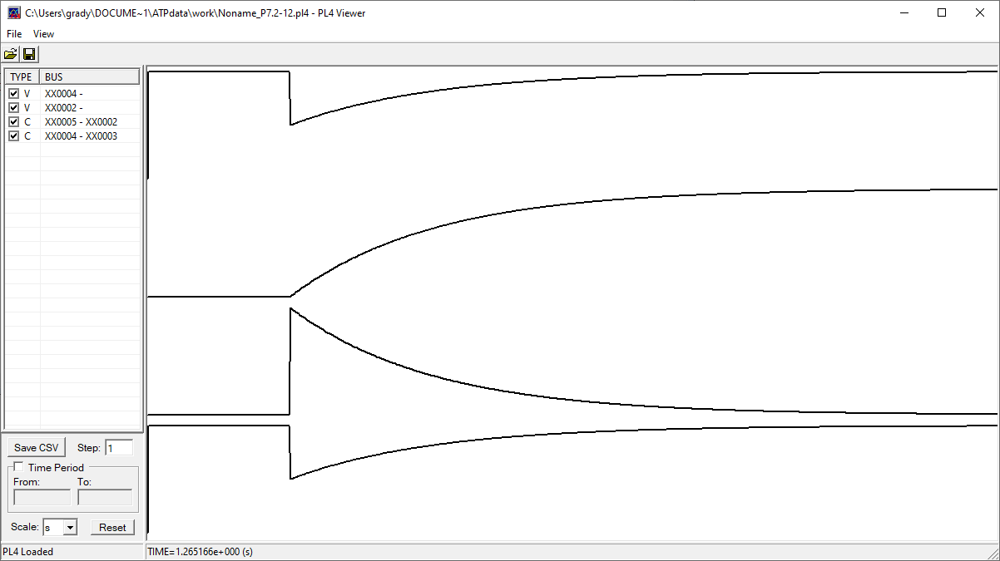 C:\Users\grady\DOCUME~1\ATPdata\work\Noname_P7.2-12.pl4 - PL4 Viewer
File View
TYPE BUS
V XX0004 -
V XX0002 -
C XX0005 - XX0002
C XX0004 - XX0003
Save CSV Step: 1
Time Period
From: To:
Scale: s Reset
PL4 Loaded TIME=1.265166e+000 (s)